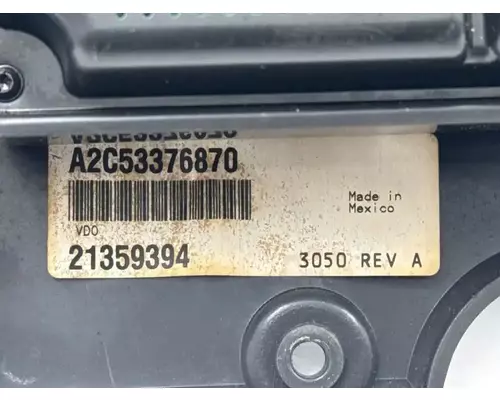 A2C53376870
Made in
Mexico
VDO
21359394
3050 REV A